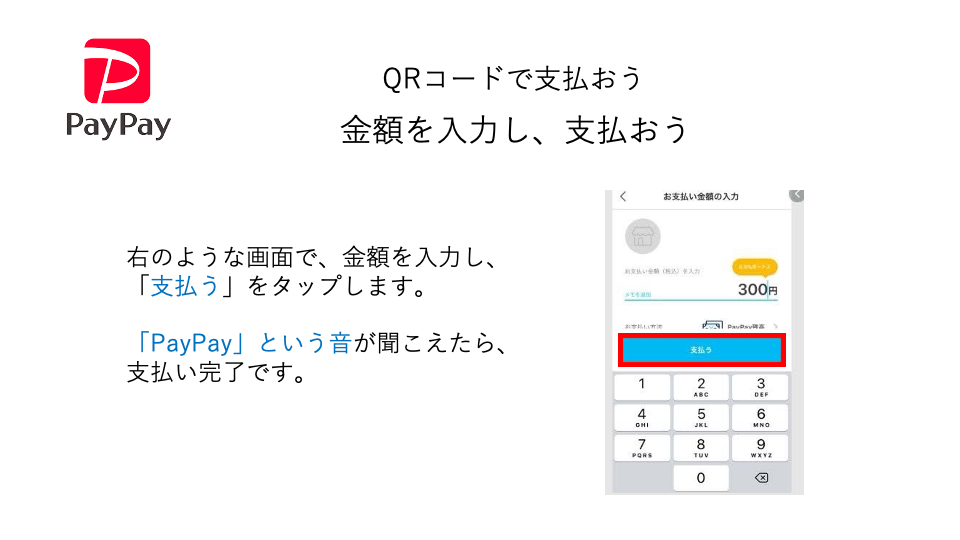 PayPay
QRコードで支払おう
金額を入力し、支払おう
右のような画面で、金額を入力し、
「支払う」をタップします。
「PayPay」という音が聞こえたら、
支払い完了です。
お支払い金額の入力
お支払い金額（税込）を入力
300円
メモを追加
お支払い方法
PayPay残高
支払う
1
2
ABC
3
DEF
4
GHI
5
JKL
6
MNO
7
PQRS
8
TUV
9
WXYZ
0